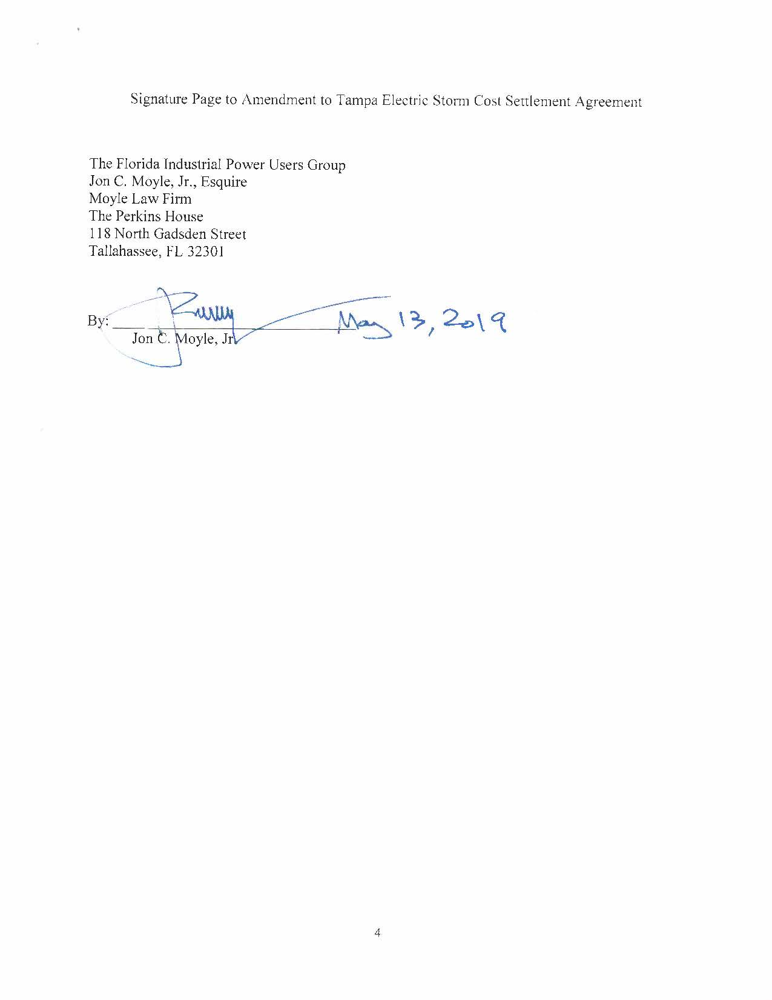 Signature Page to Amendment to Tampa Electric Storm Cost Settlement Agreement
The Florida Industrial Power Users Group
Jon C. Moyle, Jr., Esquire
Moyle Law Firm
The Perkins House
118 North Gadsden Street
Tallahassee, FL 32301
By: May 13, 2019
Jon C. Moyle, Jr
4